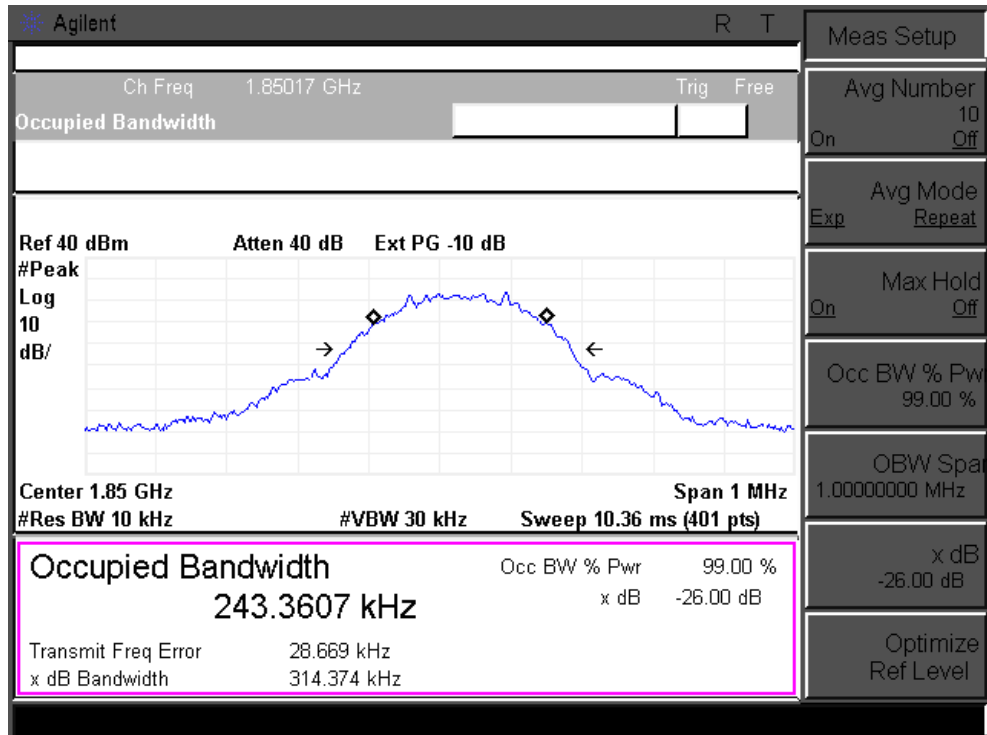 Agilent R T
Ch Freq 1.85017 GHz Trig Free
Occupied Bandwidth
Ref 40 dBm Atten 40 dB Ext PG -10 dB
#Peak
Log
10
dB/
Center 1.85 GHz Span 1 MHz
#Res BW 10 kHz #VBW 30 kHz Sweep 10.36 ms (401 pts)
Occupied Bandwidth Occ BW % Pwr 99.00 %
243.3607 kHz x dB -26.00 dB
Transmit Freq Error 28.669 kHz
x dB Bandwidth 314.374 kHz
Meas Setup
Avg Number
10
On Off
Avg Mode
Exp Repeat
Max Hold
On Off
Occ BW % Pw
99.00 %
OBW Spa
1.00000000 MHz
x dB
-26.00 dB
Optimize
Ref Level